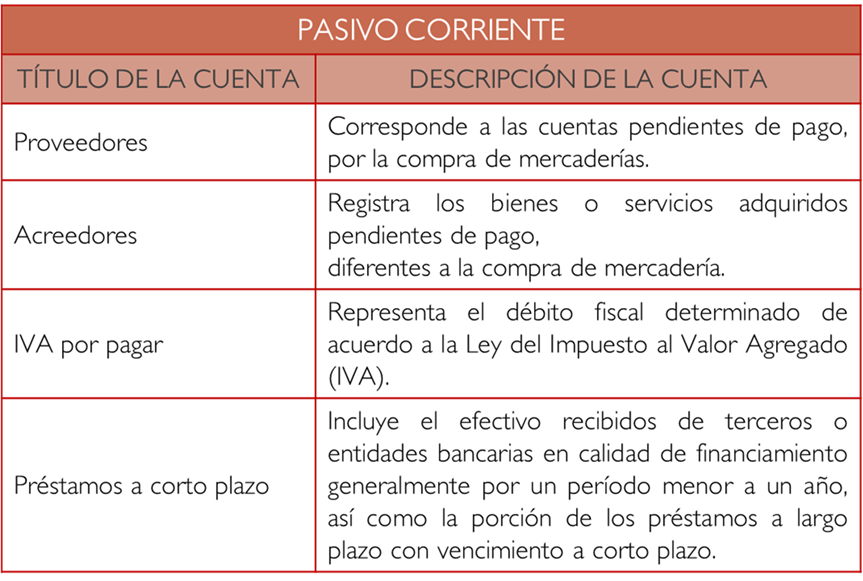 PASIVO CORRIENTE
TÍTULO DE LA CUENTA
DESCRIPCIÓN DE LA CUENTA
Proveedores
Corresponde a las cuentas pendientes de pago,
por la compra de mercaderías.
Acreedores
Registra los bienes o servicios adquiridos
pendientes de pago,
diferentes a la compra de mercadería.
IVA por pagar
Representa el débito fiscal determinado de
acuerdo a la Ley del Impuesto al Valor Agregado
(IVA).
Préstamos a corto plazo
Incluye el efectivo recibidos de terceros o
entidades bancarias en calidad de financiamiento
generalmente por un período menor a un año,
así como la porción de los préstamos a largo
plazo con vencimiento a corto plazo.